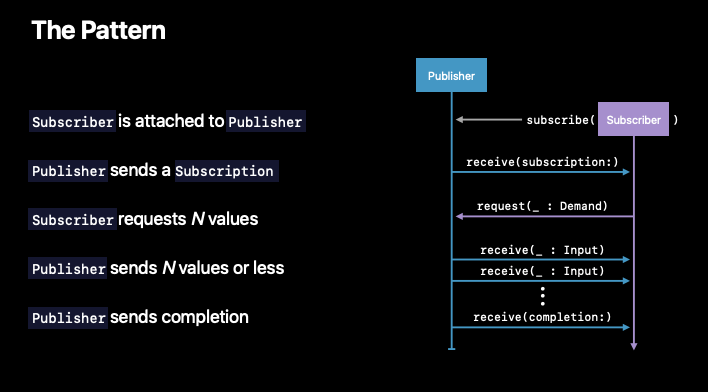 The Pattern
Subscriber is attached to Publisher
Publisher sends a Subscription
Subscriber requests N values
Publisher sends N values or less
Publisher sends completion
Publisher
subscribe( Subscriber )
receive(subscription:)
request(_ : Demand)
receive(_ : Input)
receive(_ : Input)
receive(completion:)